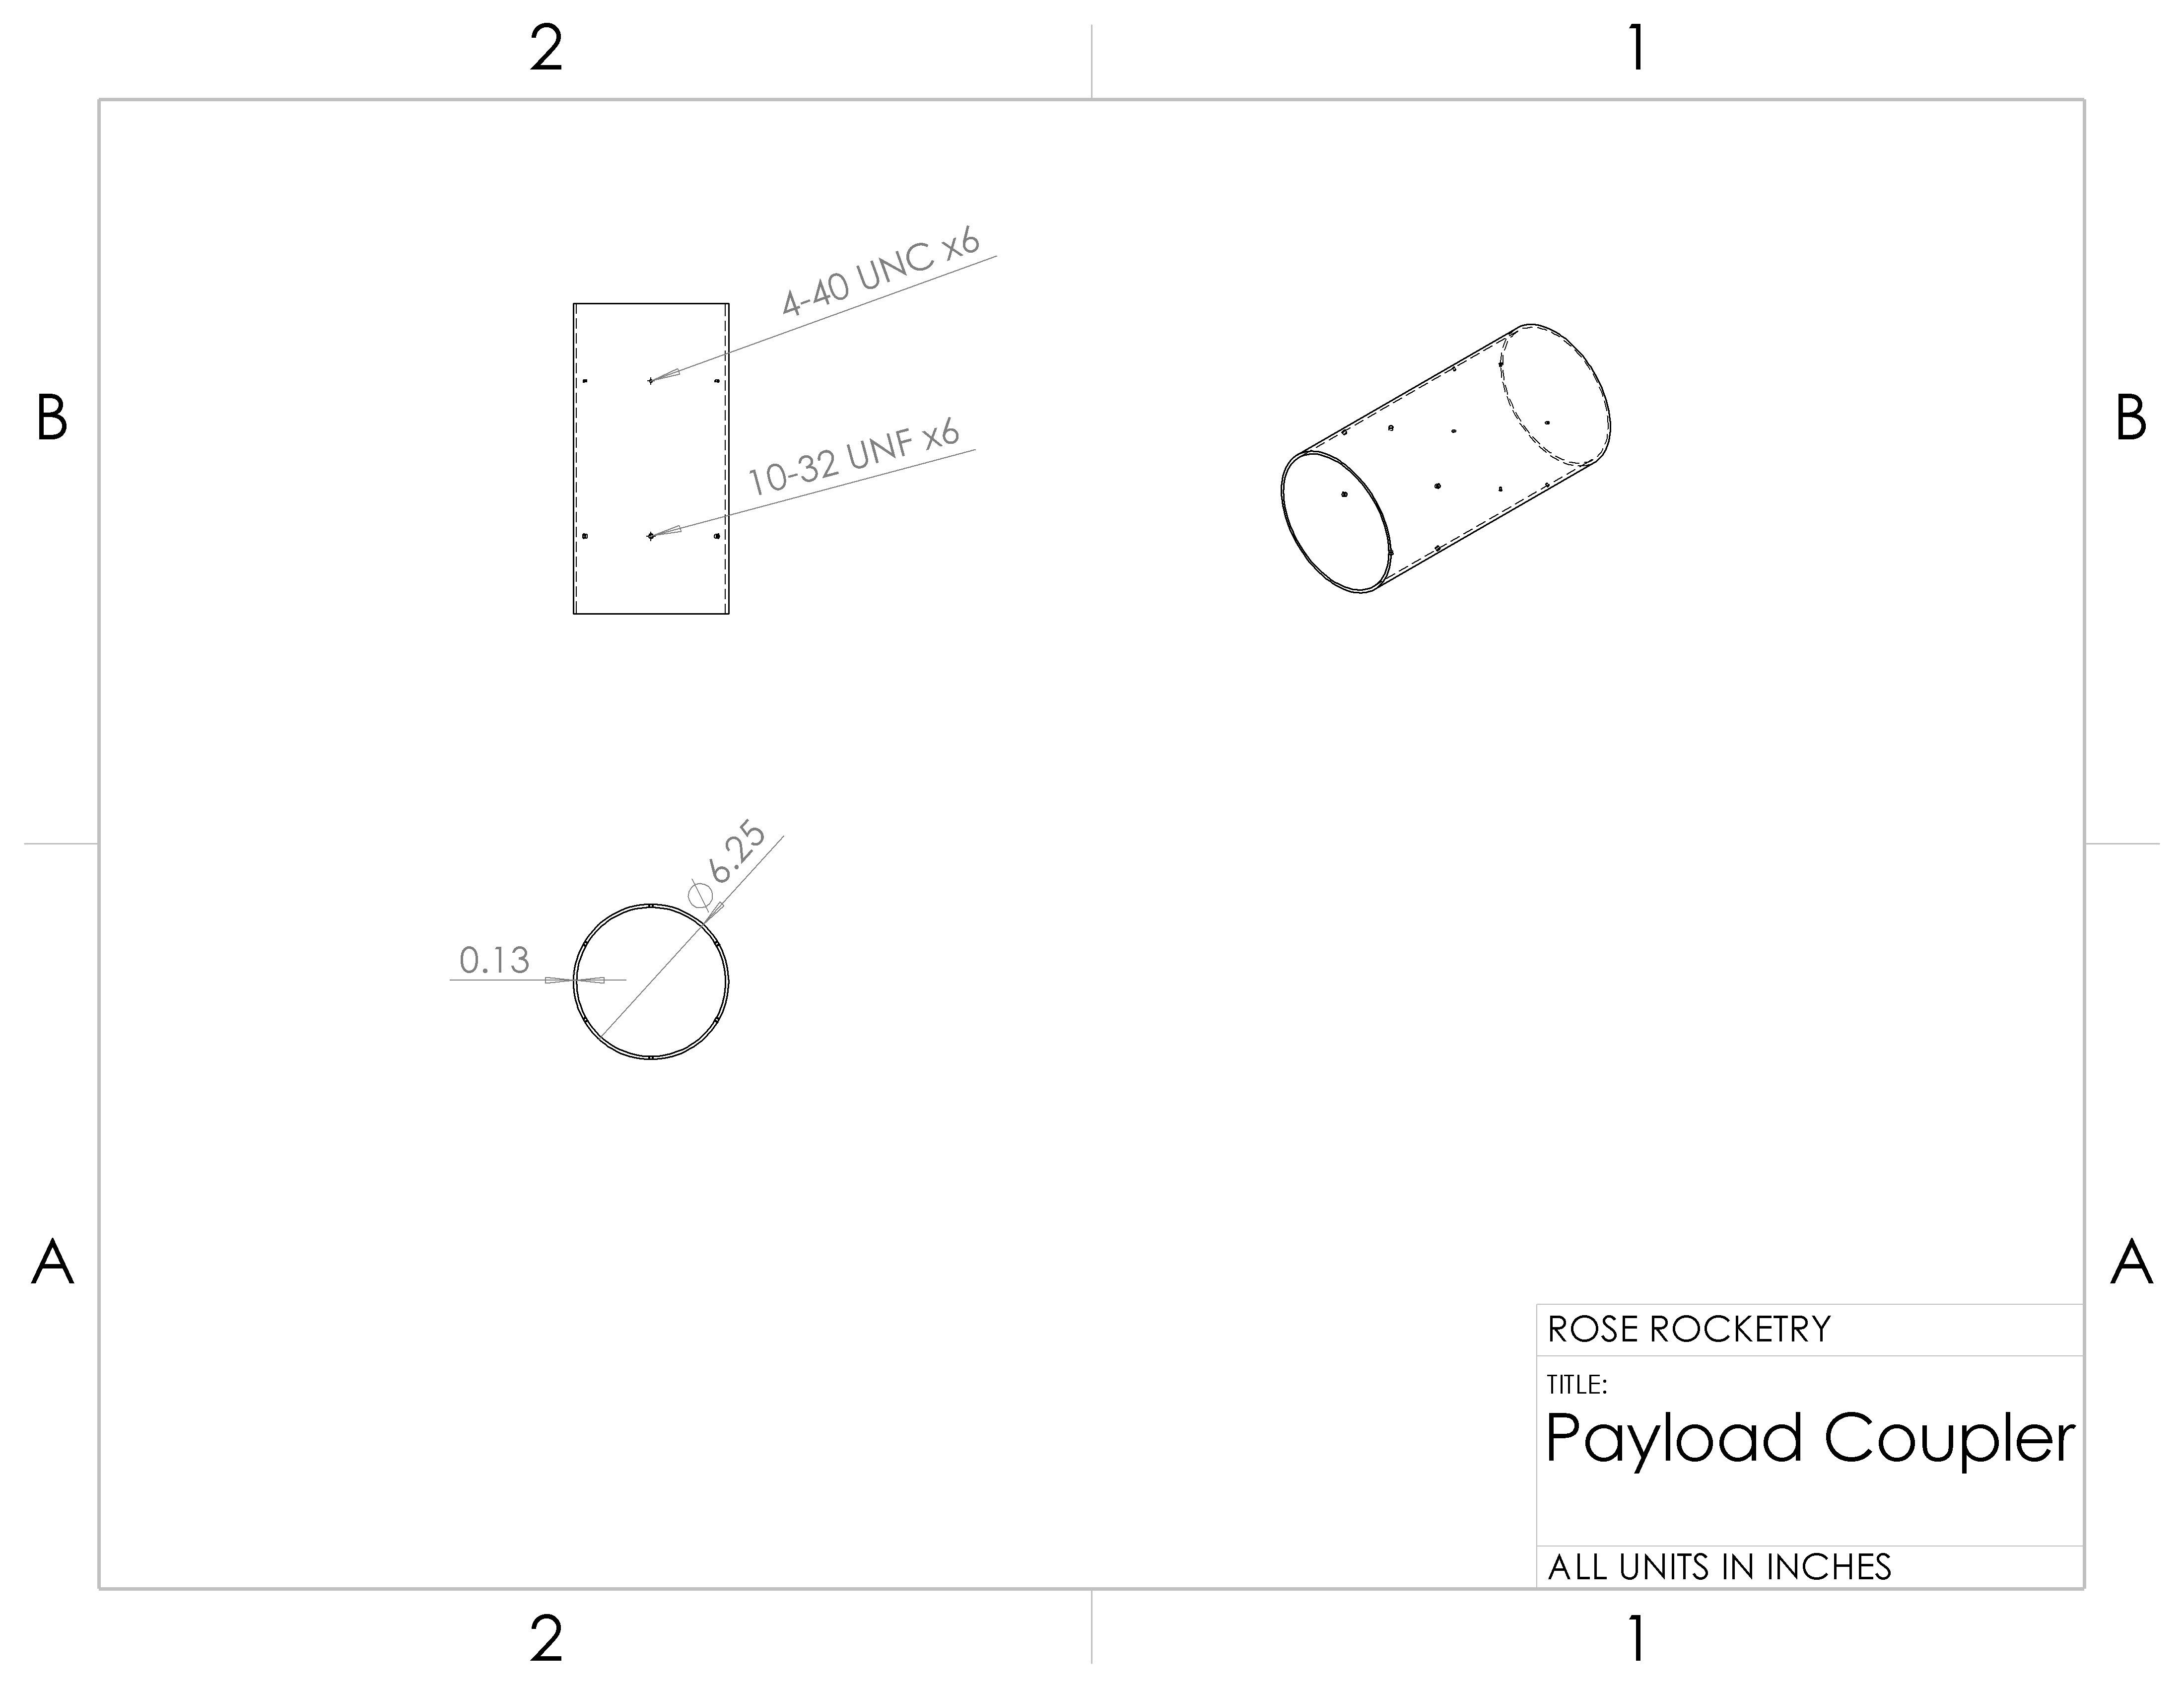 2 1
4-40 UNC x6
B B
10-32 UNF x6
⌀6.25
0.13
A A
ROSE ROCKETRY
TITLE:
Payload Coupler
ALL UNITS IN INCHES
2 1